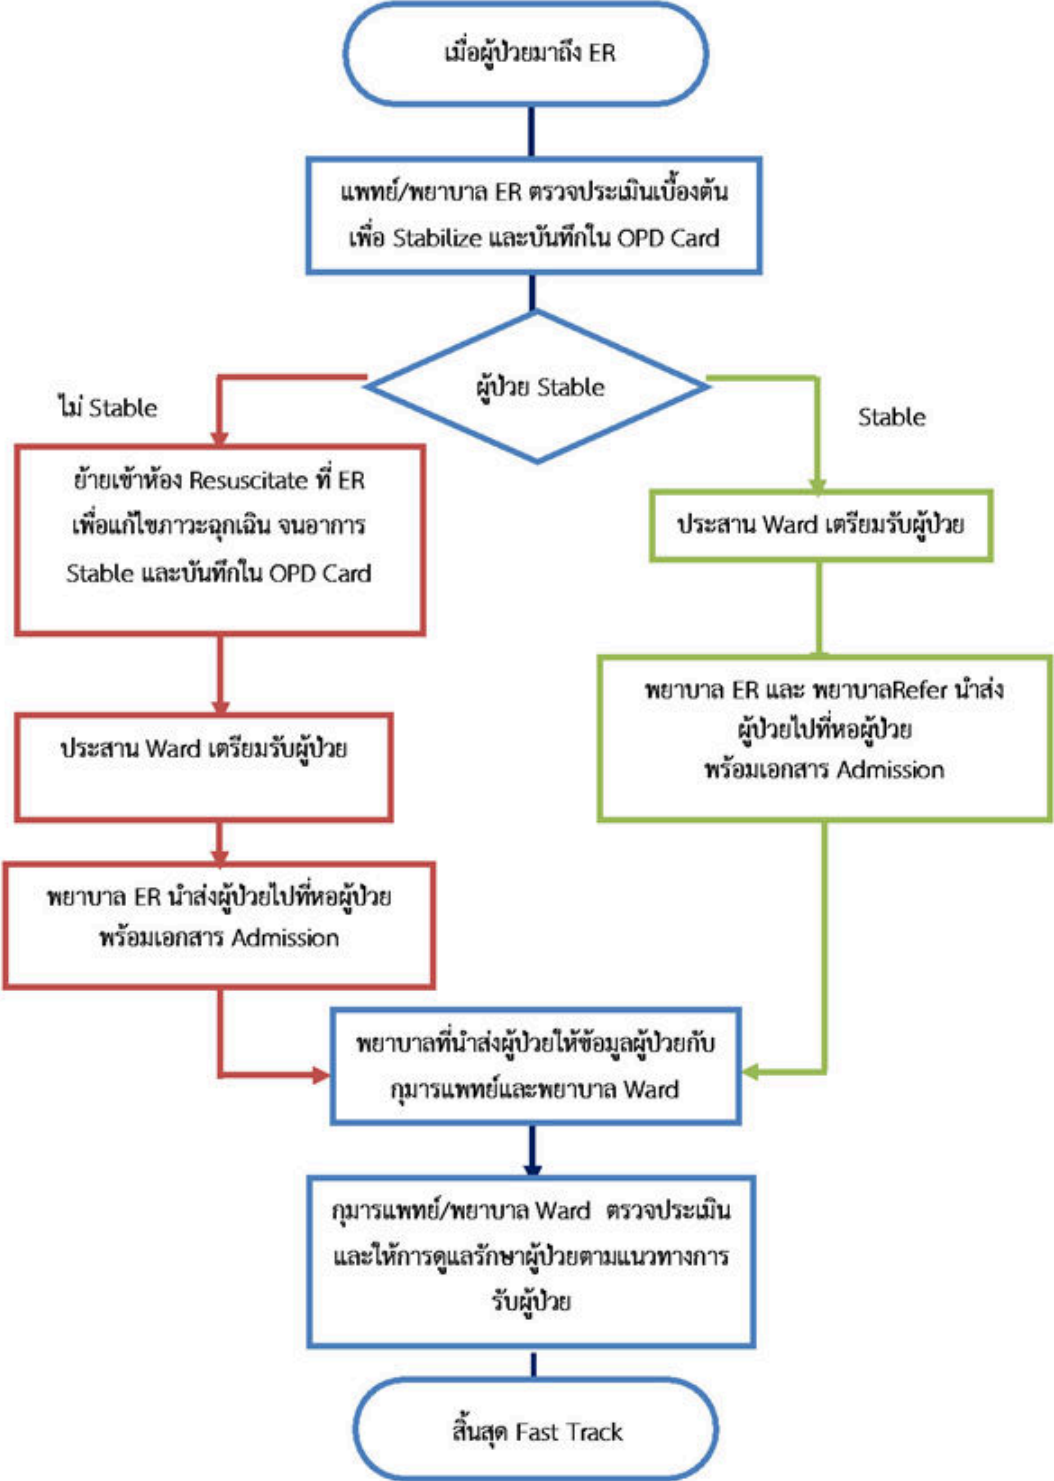 เมื่อผู้ป่วยมาถึง ER
แพทย์/พยาบาล ER ตรวจประเมินเบื้องต้น
เพื่อ Stabilize และบันทึกใน OPD Card
ผู้ป่วย Stable
ไม่ Stable
Stable
ย้ายเข้าห้อง Resuscitate ที่ ER
เพื่อแก้ไขภาวะฉุกเฉิน จนอาการ
Stable และบันทึกใน OPD Card
ประสาน Ward เตรียมรับผู้ป่วย
พยาบาล ER นำส่งผู้ป่วยไปที่หอผู้ป่วย
พร้อมเอกสาร Admission
ประสาน Ward เตรียมรับผู้ป่วย
พยาบาล ER และ พยาบาลRefer นำส่ง
ผู้ป่วยไปที่หอผู้ป่วย
พร้อมเอกสาร Admission
พยาบาลที่นำส่งผู้ป่วยให้ข้อมูลผู้ป่วยกับ
กุมารแพทย์และพยาบาล Ward
กุมารแพทย์/พยาบาล Ward ตรวจประเมิน
และให้การดูแลรักษาผู้ป่วยตามแนวทางการ
รับผู้ป่วย
สิ้นสุด Fast Track